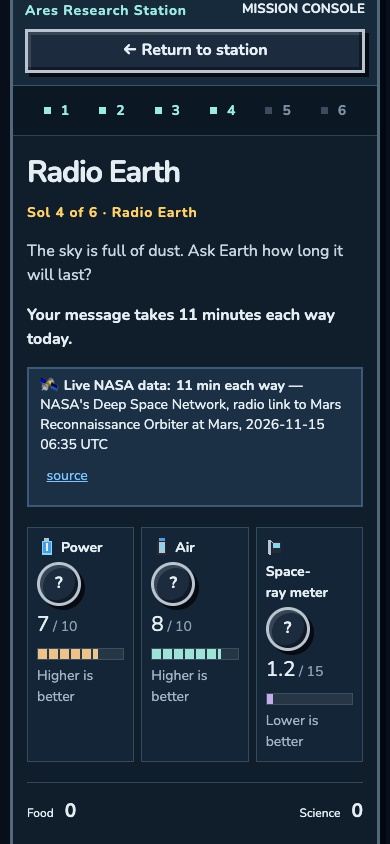 Ares Research Station
MISSION CONSOLE
← Return to station
1 2 3 4 5 6
Radio Earth
Sol 4 of 6 · Radio Earth
The sky is full of dust. Ask Earth how long it
will last?
Your message takes 11 minutes each way
today.
Live NASA data: 11 min each way —
NASA's Deep Space Network, radio link to Mars
Reconnaissance Orbiter at Mars, 2026-11-15
06:35 UTC
source
Power
?
7 / 10
Higher is
better
Air
?
8 / 10
Higher is
better
Space-
ray meter
?
1.2 / 15
Lower is
better
Food 0
Science 0